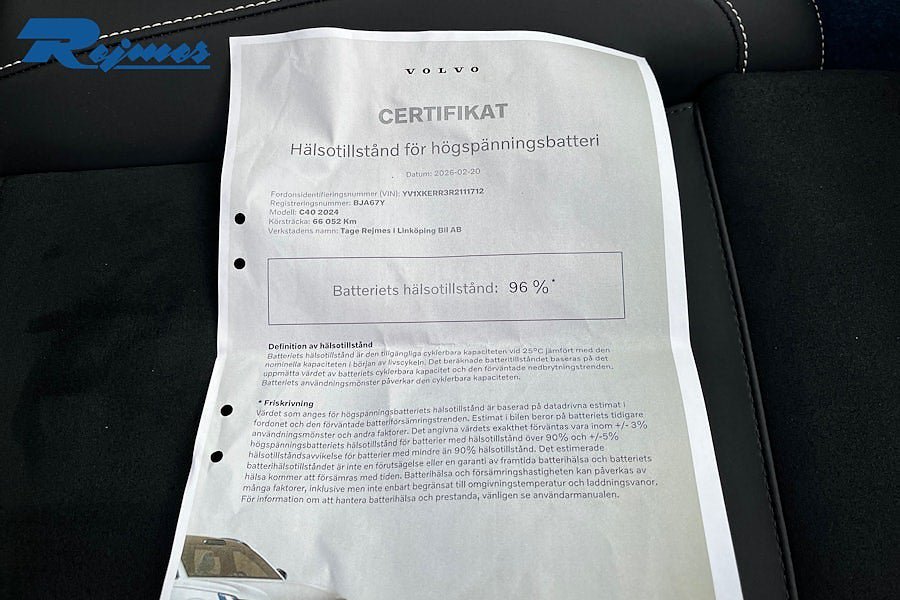 Rejmes
VOLVO
CERTIFIKAT
Hälsotillstånd för högspänningsbatteri
Datum: 2026-02-20
Fordonsidentifieringsnummer (VIN): YV1XKERR3R2111712
Registreringsnummer: BJA67Y
Modell: C40 2024
Körsträcka: 66 052 Km
Verkstadens namn: Tage Rejmes i Linköping Bil AB
Batteriets hälsotillstånd: 96 %*
Definition av hälsotillstånd
Batteriets hälsotillstånd är den tillgängliga cyklerbara kapaciteten vid 25°C jämfört med den
nominella kapaciteten i början av livscykeln. Det beräknade batteritillståndet baseras på det
uppmätta värdet av batteriets cyklerbara kapacitet och den förväntade nedbrytningstrenden.
Batteriets användningsmönster påverkar den cyklerbara kapaciteten.
* Friskrivning
Värdet som anges för högspänningsbatteriets hälsotillstånd är baserad på datadrivna estimat i
fordonet och den förväntade batteriförsämringstrenden. Estimat i bilen beror på batteriets tidigare
användningsmönster och andra faktorer. Det angivna värdets exakthet förväntas vara inom +/- 3%
högspänningsbatteriets hälsotillstånd för batterier med hälsotillstånd över 90% och +/-5%
hälsotillståndsavvikelse för batterier med mindre än 90% hälsotillstånd. Det estimerade
batterihälsotillståndet är inte en förutsägelse eller en garanti av framtida batterihälsa och batteriets
hälsa kommer att försämras med tiden. Batterihälsa och försämringshastigheten kan påverkas av
många faktorer, inklusive men inte enbart begränsat till omgivningstemperatur och laddningsvanor.
För information om att hantera batterihälsa och prestanda, vänligen se användarmanualen.